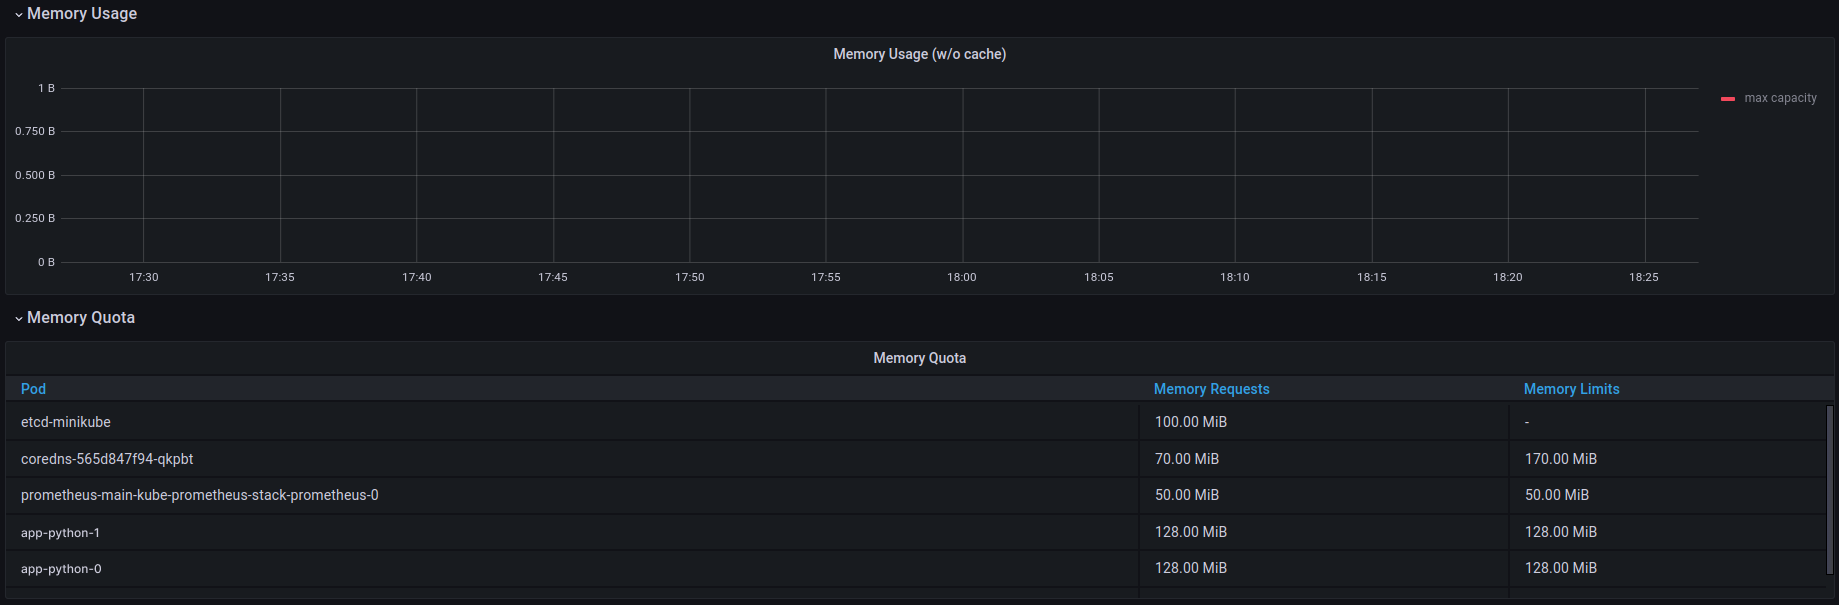 Memory Usage
Memory Usage (w/o cache)
1 B
max capacity
0.750 B
0.500 B
0.250 B
0 B
17:30 17:35 17:40 17:45 17:50 17:55 18:00 18:05 18:10 18:15 18:20 18:25
Memory Quota
Memory Quota
Pod Memory Requests Memory Limits
etcd-minikube 100.00 MiB -
coredns-565d847f94-qkpbt 70.00 MiB 170.00 MiB
prometheus-main-kube-prometheus-stack-prometheus-0 50.00 MiB 50.00 MiB
app-python-1 128.00 MiB 128.00 MiB
app-python-0 128.00 MiB 128.00 MiB